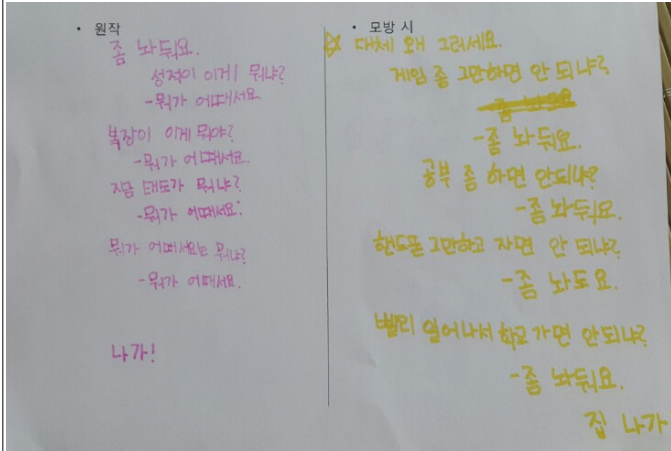 • 원작
좀 놔둬요.
성적이 이게 뭐냐?
-뭐가 어때서요
복장이 이게 뭐야?
-뭐가 어때서요.
지금 태도가 뭐냐?
-뭐가 어때서요.
뭐가 어때서요는 뭐냐?
-뭐가 어때서요.
나가!
• 모방 시
대체 왜 그러세요.
게임 좀 그만하면 안 되냐?
-좀 놔둬요.
공부 좀 하면 안되냐?
-좀 놔둬요.
핸드폰 그만하고 자면 안 되냐?
-좀 놔도요.
빨리 일어나서 학교 가면 안되냐?
-좀 놔둬요.
집 나가